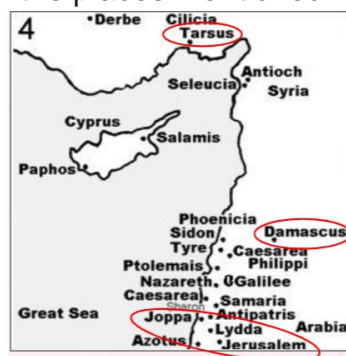 4
Derbe
Cilicia
Tarsus
Antioch
Seleucia
Syria
Cyprus
Salamis
Paphos
Phoenicia
Sidon
Damascus
Tyre
Caesarea
Philippi
Ptolemais
Nazareth
Galilee
Caesarea
Sharon
Samaria
Great Sea
Joppa
Antipatris
Lydda
Arabia
Azotus
Jerusalem